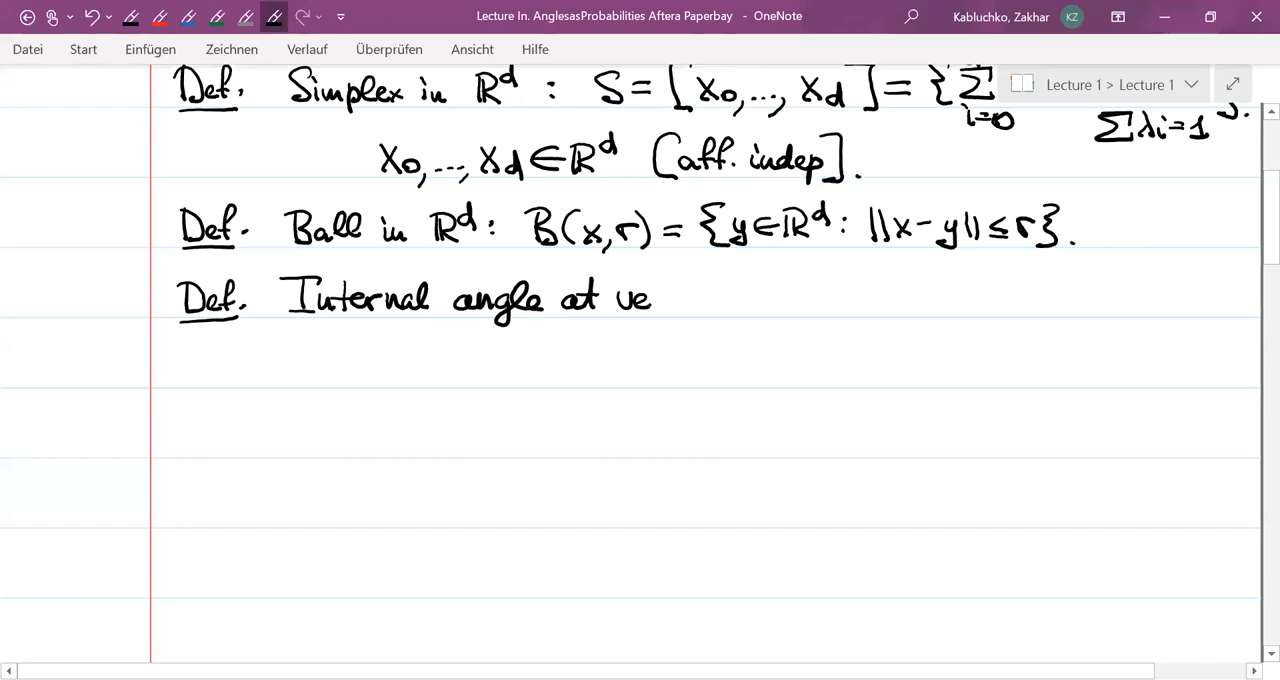 Lecture In. AnglesasProbabilities Aftera Paperbay - OneNote
Kabluchko, Zakhar KZ
Datei Start Einfügen Zeichnen Verlauf Überprüfen Ansicht Hilfe
Lecture 1 > Lecture 1
Def. Simplex in ℝ^d : S = [x_0, ..., x_d] = { ∑_{i=0}
∑ λ_i = 1
x_0, ..., x_d ∈ ℝ^d [aff. indep].
Def. Ball in ℝ^d : B(x,r) = {y ∈ ℝ^d : ||x-y|| ≤ r}.
Def. Internal angle at ve